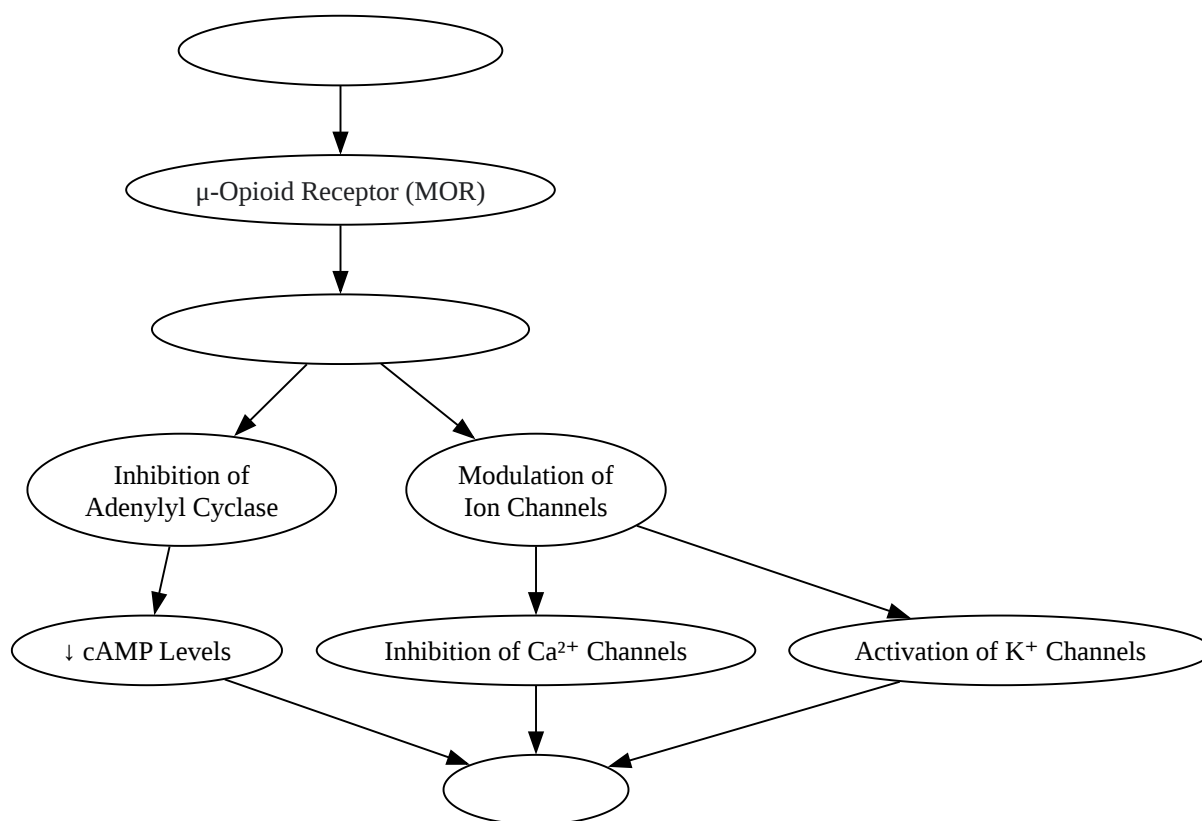 μ-Opioid Receptor (MOR)
Inhibition of
Adenylyl Cyclase
Modulation of
Ion Channels
↓ cAMP Levels
Inhibition of Ca²⁺ Channels
Activation of K⁺ Channels